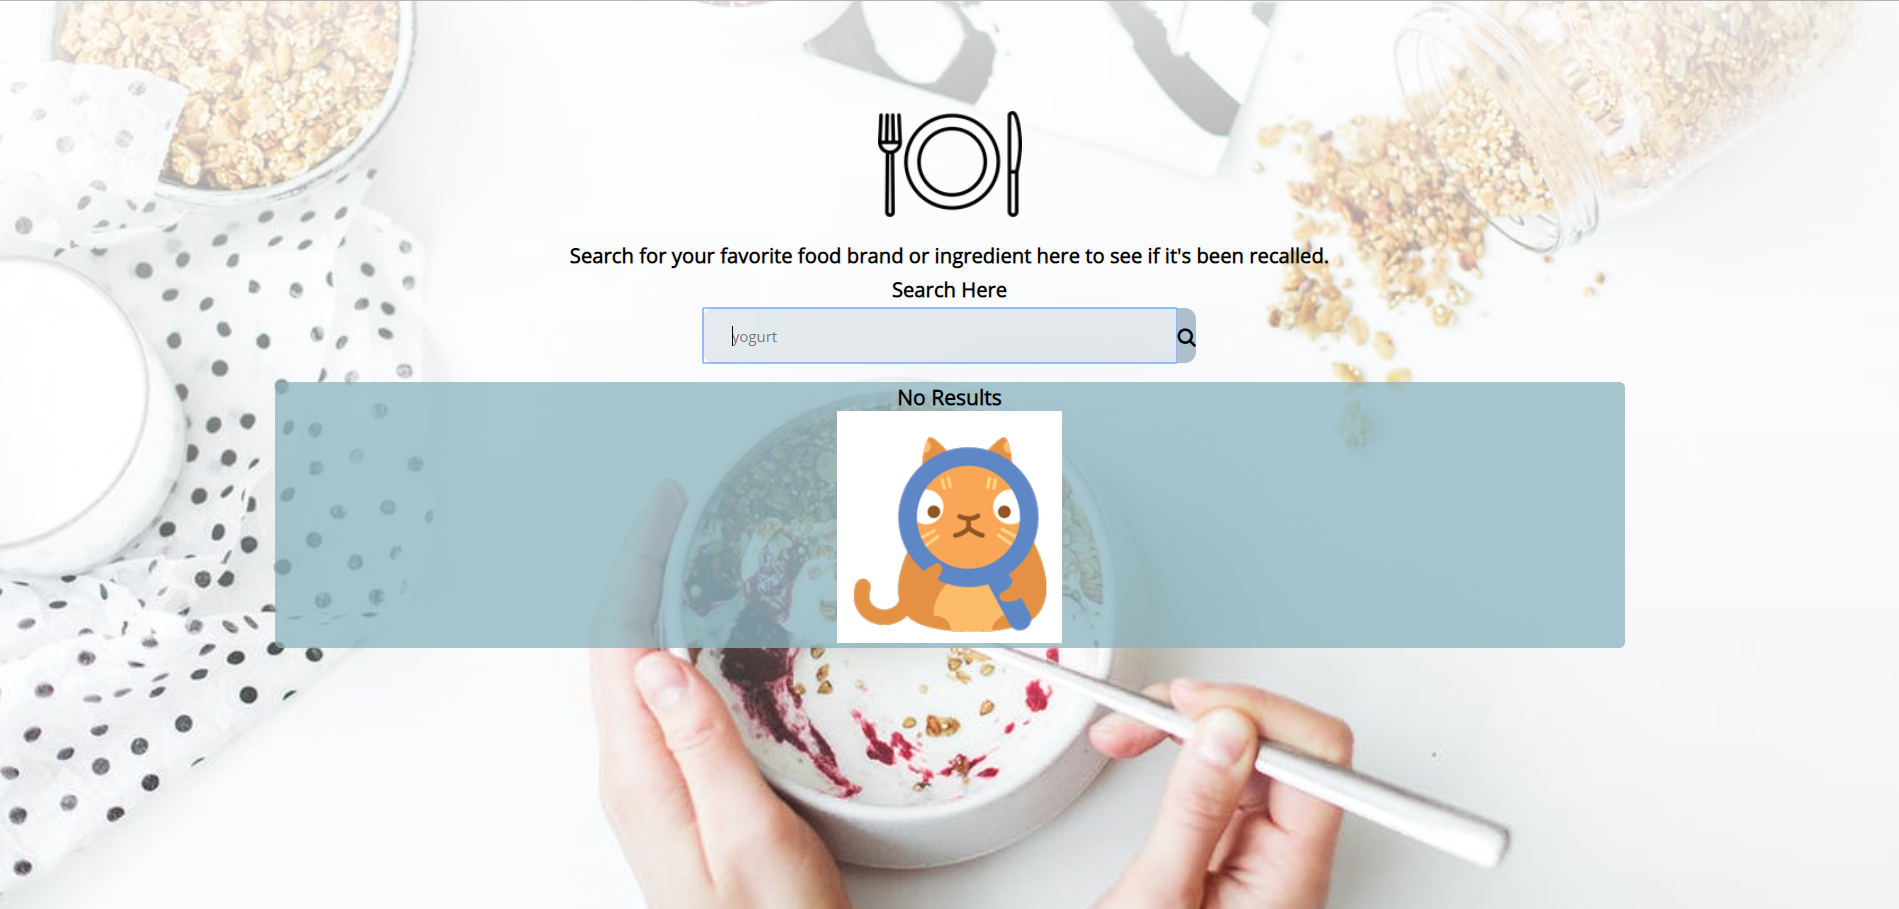 Search for your favorite food brand or ingredient here to see if it's been recalled.
Search Here
yogurt
No Results